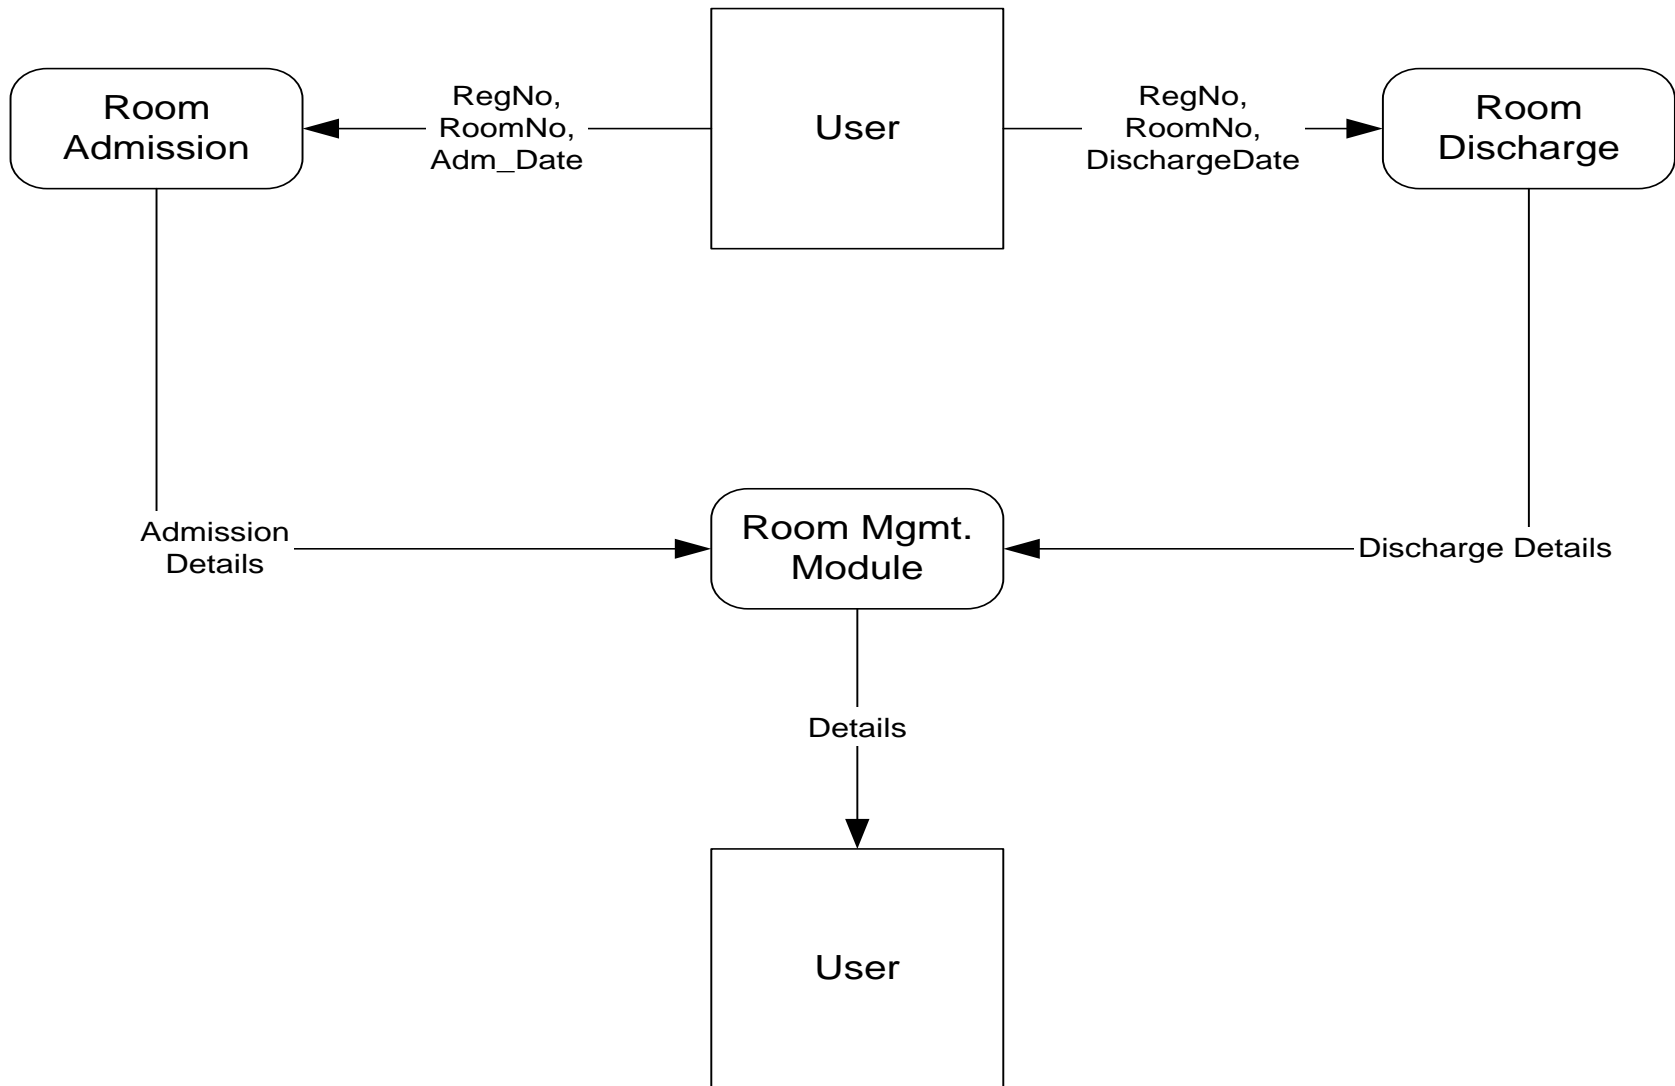 Room
Admission
RegNo,
RoomNo,
Adm_Date
User
RegNo,
RoomNo,
DischargeDate
Room
Discharge
Admission
Details
Room Mgmt.
Module
Discharge Details
Details
User